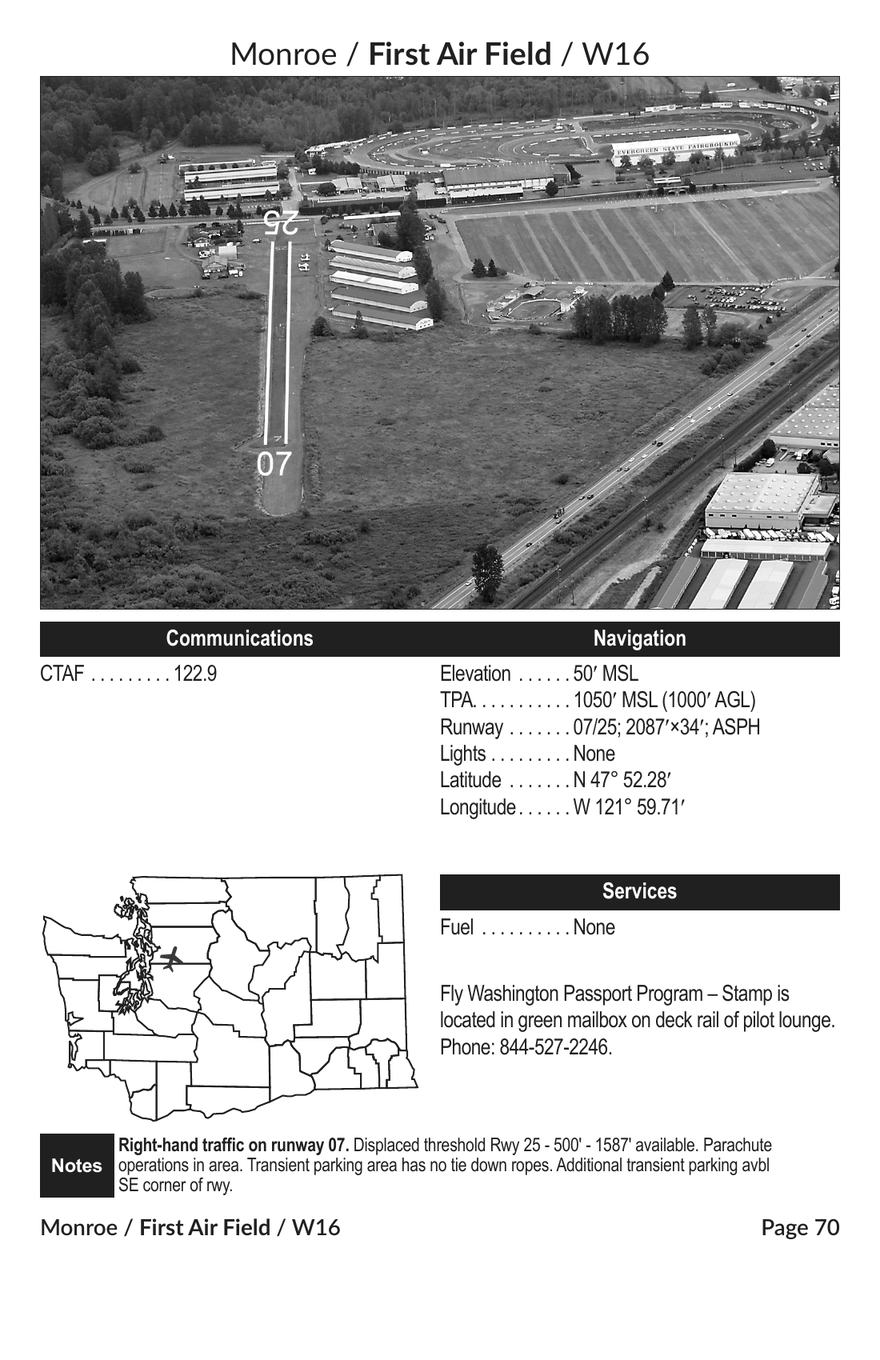 Monroe / First Air Field / W16
EVERGREEN STATE FAIRGROUNDS
25
07
Communications
CTAF . . . . . . . . . 122.9
Navigation
Elevation . . . . . . 50′ MSL
TPA. . . . . . . . . . . 1050′ MSL (1000′ AGL)
Runway . . . . . . . 07/25; 2087′×34′; ASPH
Lights . . . . . . . . . None
Latitude . . . . . . . N 47° 52.28′
Longitude . . . . . . W 121° 59.71′
Services
Fuel . . . . . . . . . . None
Fly Washington Passport Program – Stamp is
located in green mailbox on deck rail of pilot lounge.
Phone: 844-527-2246.
Notes
Right-hand traffic on runway 07. Displaced threshold Rwy 25 - 500' - 1587' available. Parachute
operations in area. Transient parking area has no tie down ropes. Additional transient parking avbl
SE corner of rwy.
Monroe / First Air Field / W16
Page 70